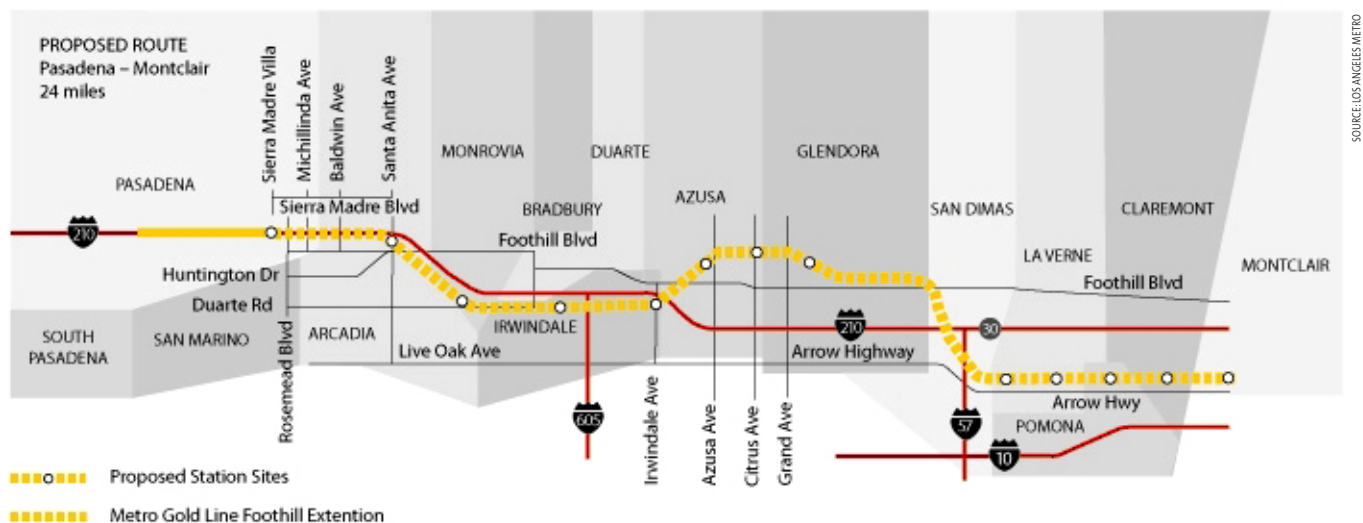 PROPOSED ROUTE
Pasadena – Montclair
24 miles
SOURCE:LOS ANGELES METRO
Sierra Madre Villa
Michillinda Ave
Baldwin Ave
Santa Anita Ave
MONROVIA
DUARTE
GLENDORA
PASADENA
AZUSA
Sierra Madre Blvd
BRADBURY
SAN DIMAS
CLAREMONT
210
Foothill Blvd
LA VERNE
MONTCLAIR
Huntington Dr
Foothill Blvd
Duarte Rd
IRWINDALE
210
30
SOUTH
PASADENA
SAN MARINO
ARCADIA
Live Oak Ave
Arrow Highway
Rosemead Blvd
Arrow Hwy
605
Irwindale Ave
Azusa Ave
Citrus Ave
Grand Ave
57
POMONA
10
Proposed Station Sites
Metro Gold Line Foothill Extention